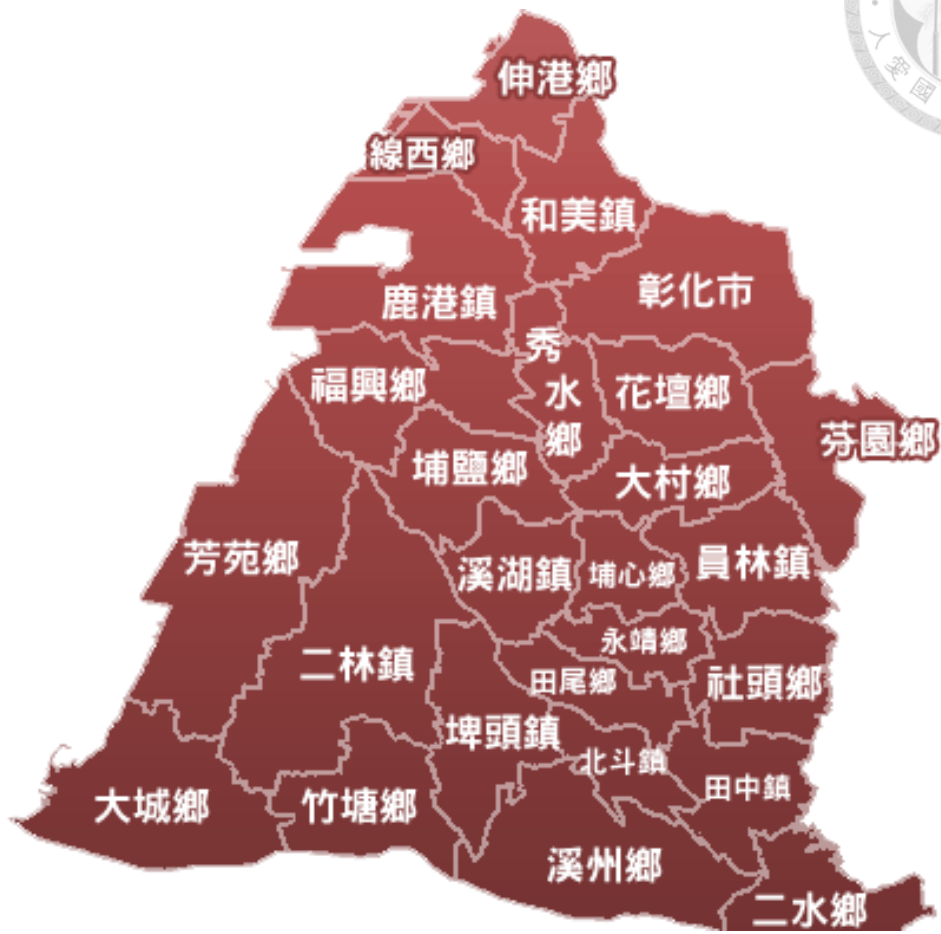 人愛國
伸港鄉
線西鄉
和美鎮
彰化市
鹿港鎮
秀水鄉
福興鄉
花壇鄉
芬園鄉
埔鹽鄉
大村鄉
芳苑鄉
溪湖鎮
埔心鄉
員林鎮
永靖鄉
二林鎮
田尾鄉
社頭鄉
埤頭鎮
北斗鎮
田中鎮
大城鄉
竹塘鄉
溪州鄉
二水鄉